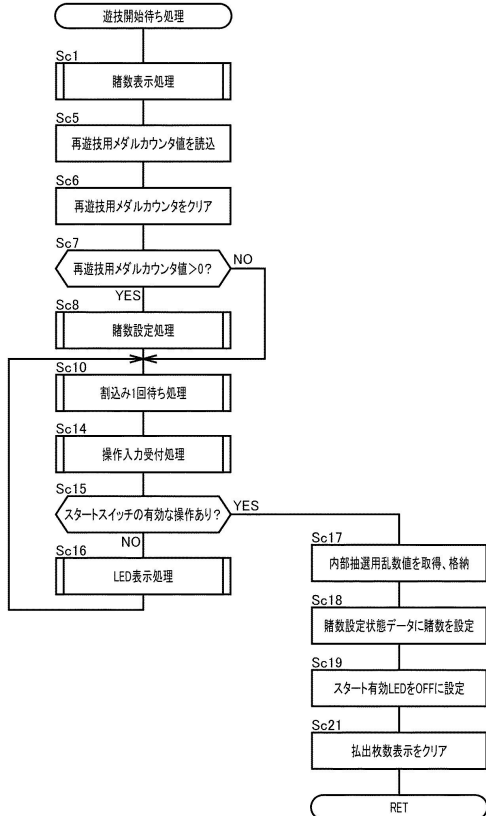 遊技開始待ち処理
Sc1
賭数表示処理
Sc5
再遊技用メダルカウンタ値を読込
Sc6
再遊技用メダルカウンタをクリア
Sc7
再遊技用メダルカウンタ値>0?
NO
YES
Sc8
賭数設定処理
Sc10
割込み1回待ち処理
Sc14
操作入力受付処理
Sc15
スタートスイッチの有効な操作あり?
YES
NO
Sc16
LED表示処理
Sc17
内部抽選用乱数値を取得、格納
Sc18
賭数設定状態データに賭数を設定
Sc19
スタート有効LEDをOFFに設定
Sc21
払出枚数表示をクリア
RET